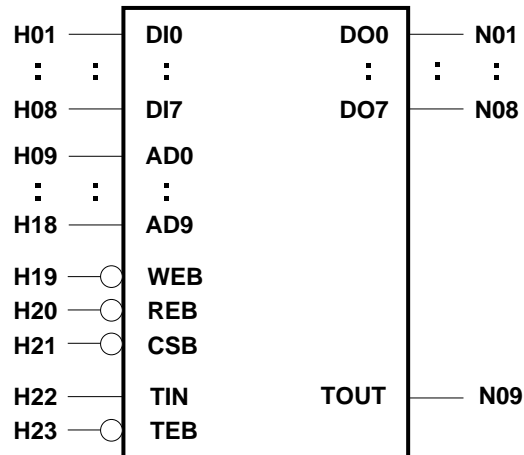 H01 DI0 DO0 N01
: : : : : :
H08 DI7 DO7 N08
H09 AD0
: : :
H18 AD9
H19 WEB
H20 REB
H21 CSB
H22 TIN TOUT N09
H23 TEB